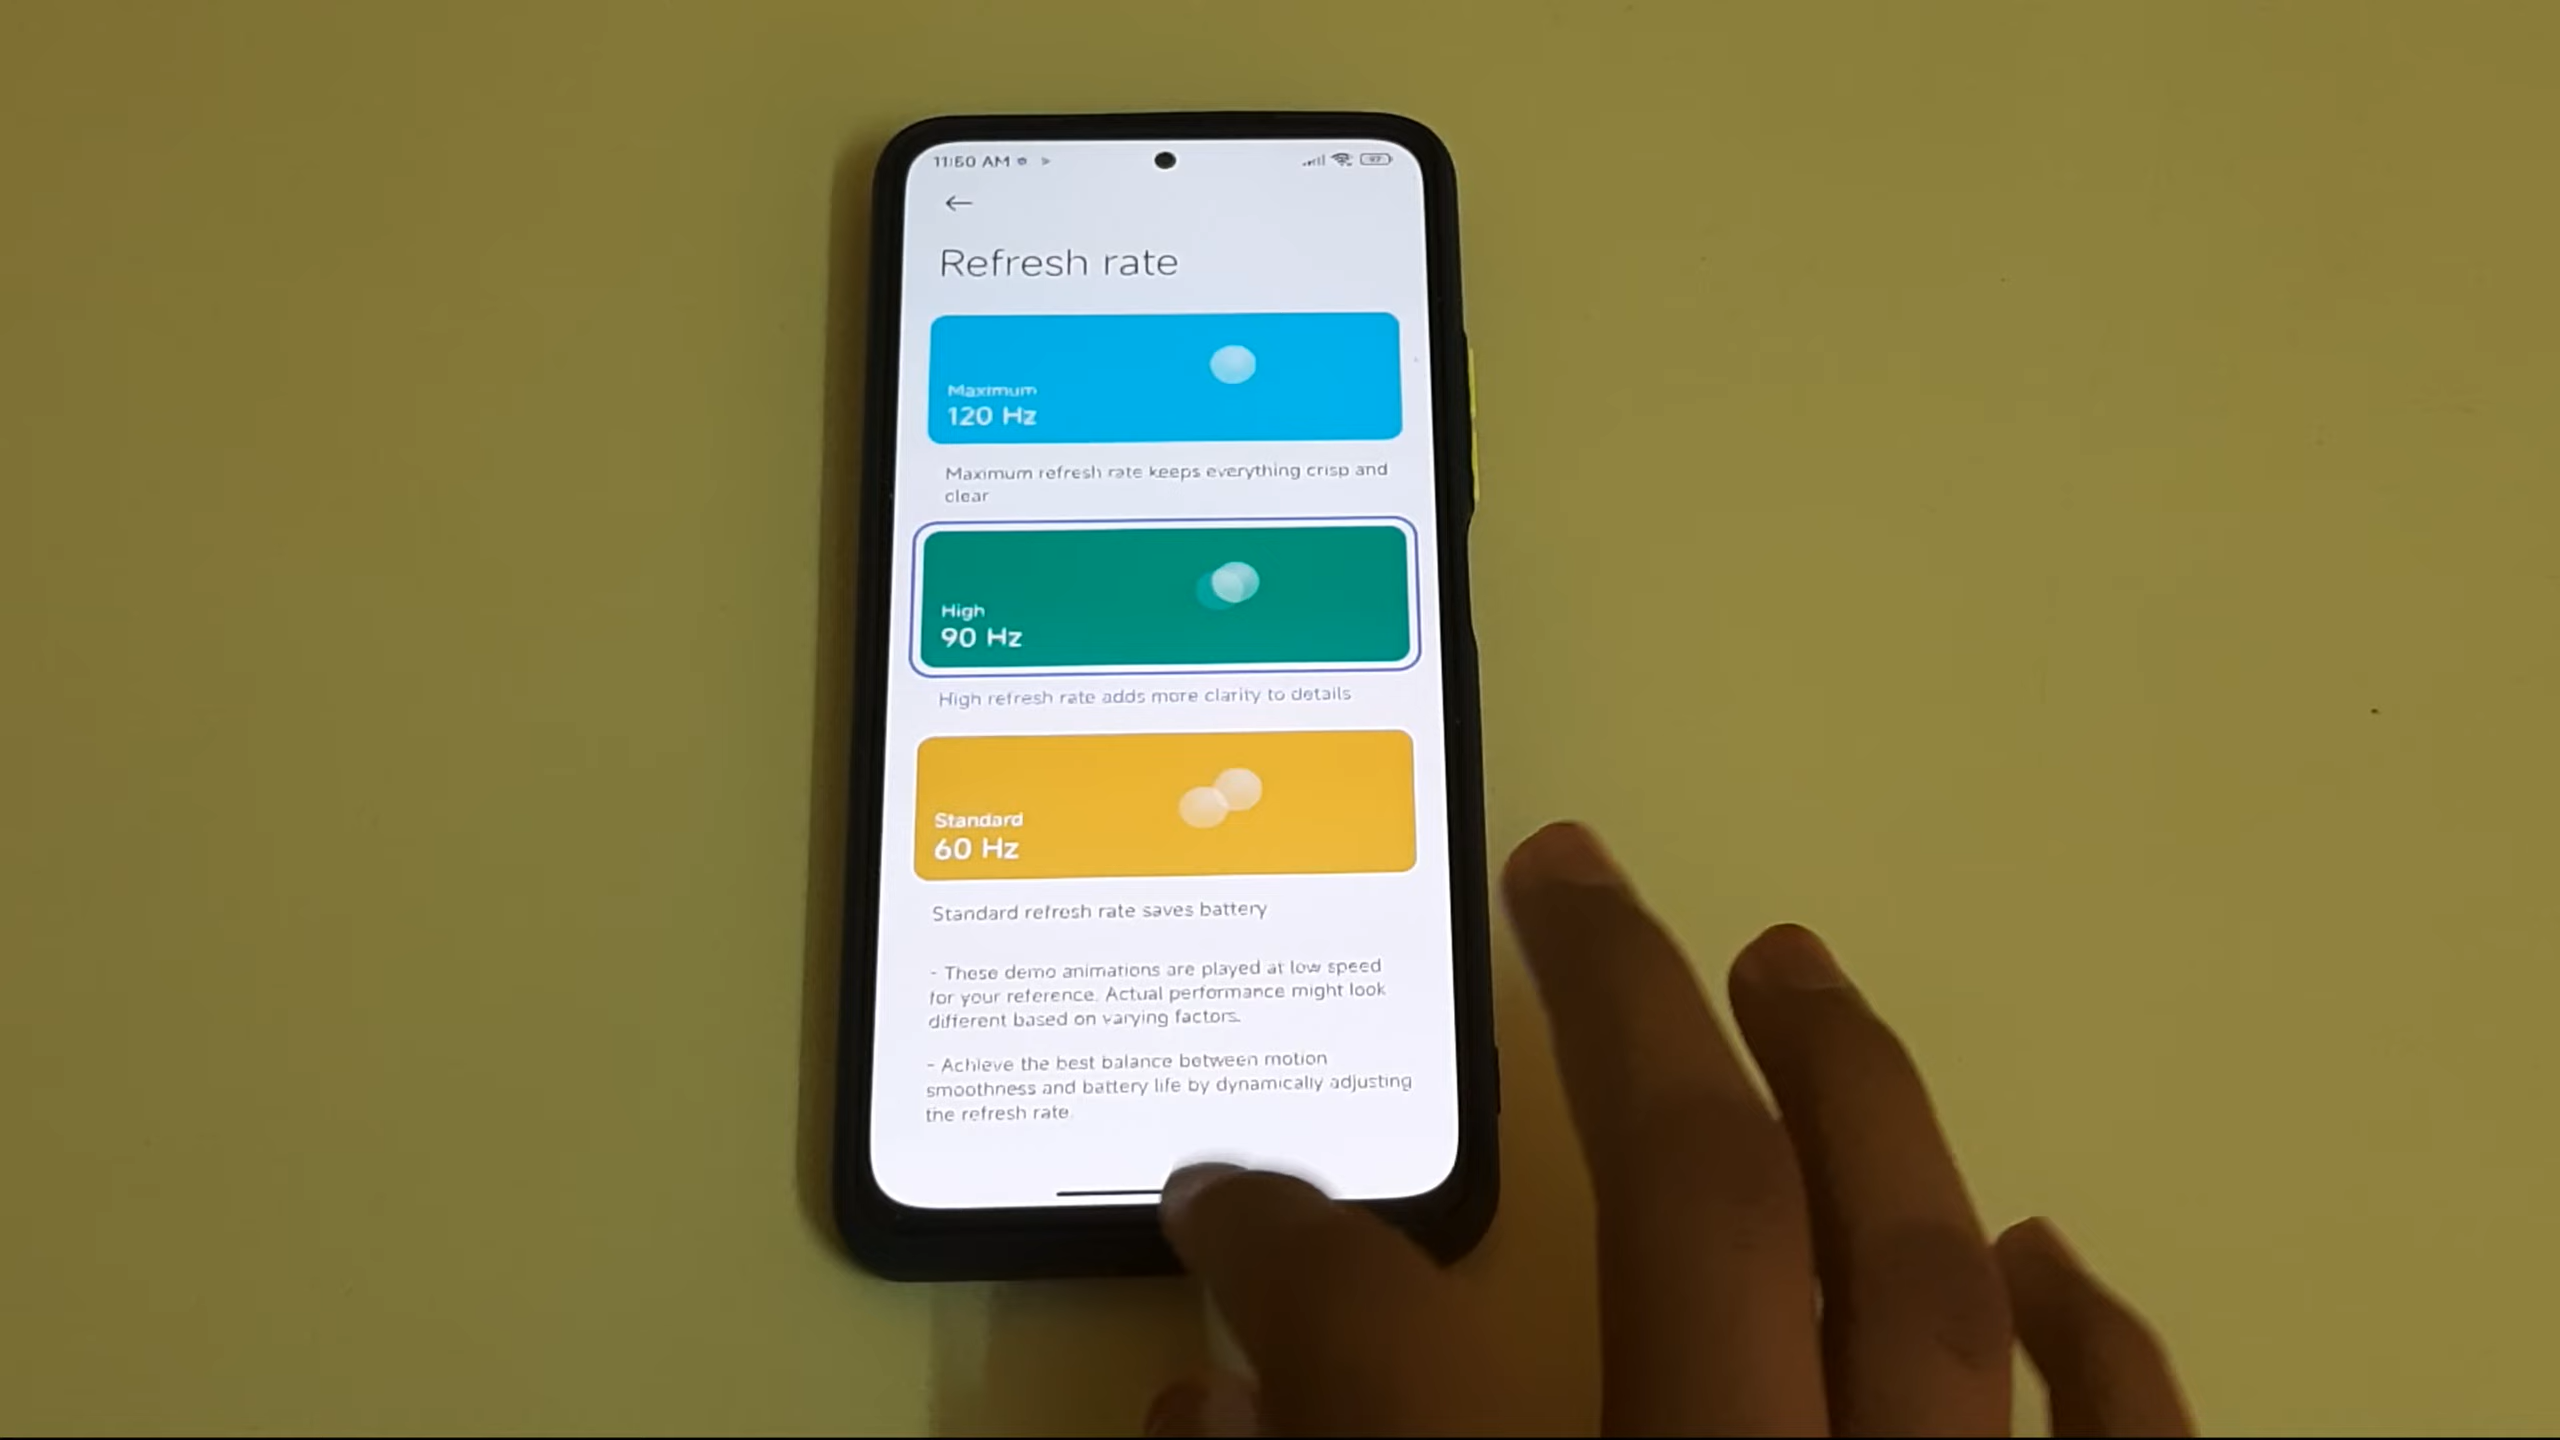 11:50 AM
Refresh rate
Maximum
120 Hz
Maximum refresh rate keeps everything crisp and
clear
High
90 Hz
High refresh rate adds more clarity to details
Standard
60 Hz
Standard refresh rate saves battery
- These demo animations are played at low speed
for your reference. Actual performance might look
different based on varying factors.
- Achieve the best balance between motion
smoothness and battery life by dynamically adjusting
the refresh rate.